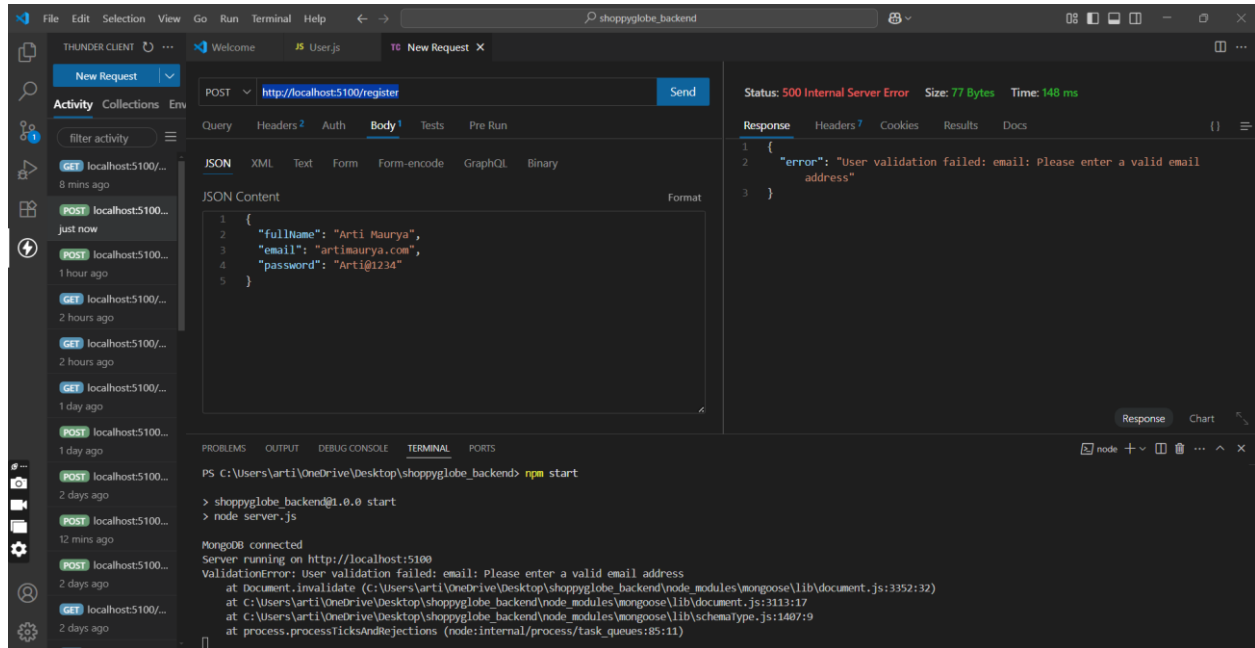 File Edit Selection View Go Run Terminal Help
shoppyglobe_backend
THUNDER CLIENT
Welcome
JS User.js
TC New Request
New Request
Activity Collections Env
filter activity
GET localhost:5100/...
8 mins ago
POST localhost:5100...
just now
POST localhost:5100...
1 hour ago
GET localhost:5100/...
2 hours ago
GET localhost:5100/...
2 hours ago
GET localhost:5100/...
1 day ago
POST localhost:5100...
1 day ago
POST localhost:5100...
2 days ago
POST localhost:5100...
12 mins ago
POST localhost:5100...
2 days ago
GET localhost:5100/...
2 days ago
POST http://localhost:5100/register Send
Query Headers 2 Auth Body 1 Tests Pre Run
JSON XML Text Form Form-encode GraphQL Binary
JSON Content Format
1 {
2 "fullName": "Arti Maurya",
3 "email": "artimaurya.com",
4 "password": "Arti@1234"
5 }
Status: 500 Internal Server Error Size: 77 Bytes Time: 148 ms
Response Headers 7 Cookies Results Docs {}
1 {
2 "error": "User validation failed: email: Please enter a valid email
address"
3 }
Response Chart
PROBLEMS OUTPUT DEBUG CONSOLE TERMINAL PORTS
node
PS C:\Users\arti\OneDrive\Desktop\shoppyglobe_backend> npm start
> shoppyglobe_backend@1.0.0 start
> node server.js
MongoDB connected
Server running on http://localhost:5100
ValidationError: User validation failed: email: Please enter a valid email address
at Document.invalidate (C:\Users\arti\OneDrive\Desktop\shoppyglobe_backend\node_modules\mongoose\lib\document.js:3352:32)
at C:\Users\arti\OneDrive\Desktop\shoppyglobe_backend\node_modules\mongoose\lib\document.js:3113:17
at C:\Users\arti\OneDrive\Desktop\shoppyglobe_backend\node_modules\mongoose\lib\schemaType.js:1407:9
at process.processTicksAndRejections (node:internal/process/task_queues:85:11)